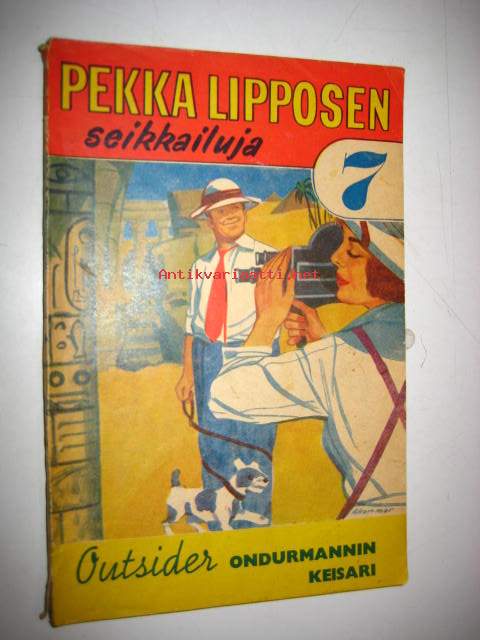 PEKKA LIPPOSEN
seikkailuja
7
Antikvariaatti.net
Outsider ONDURMANNIN
KEISARI